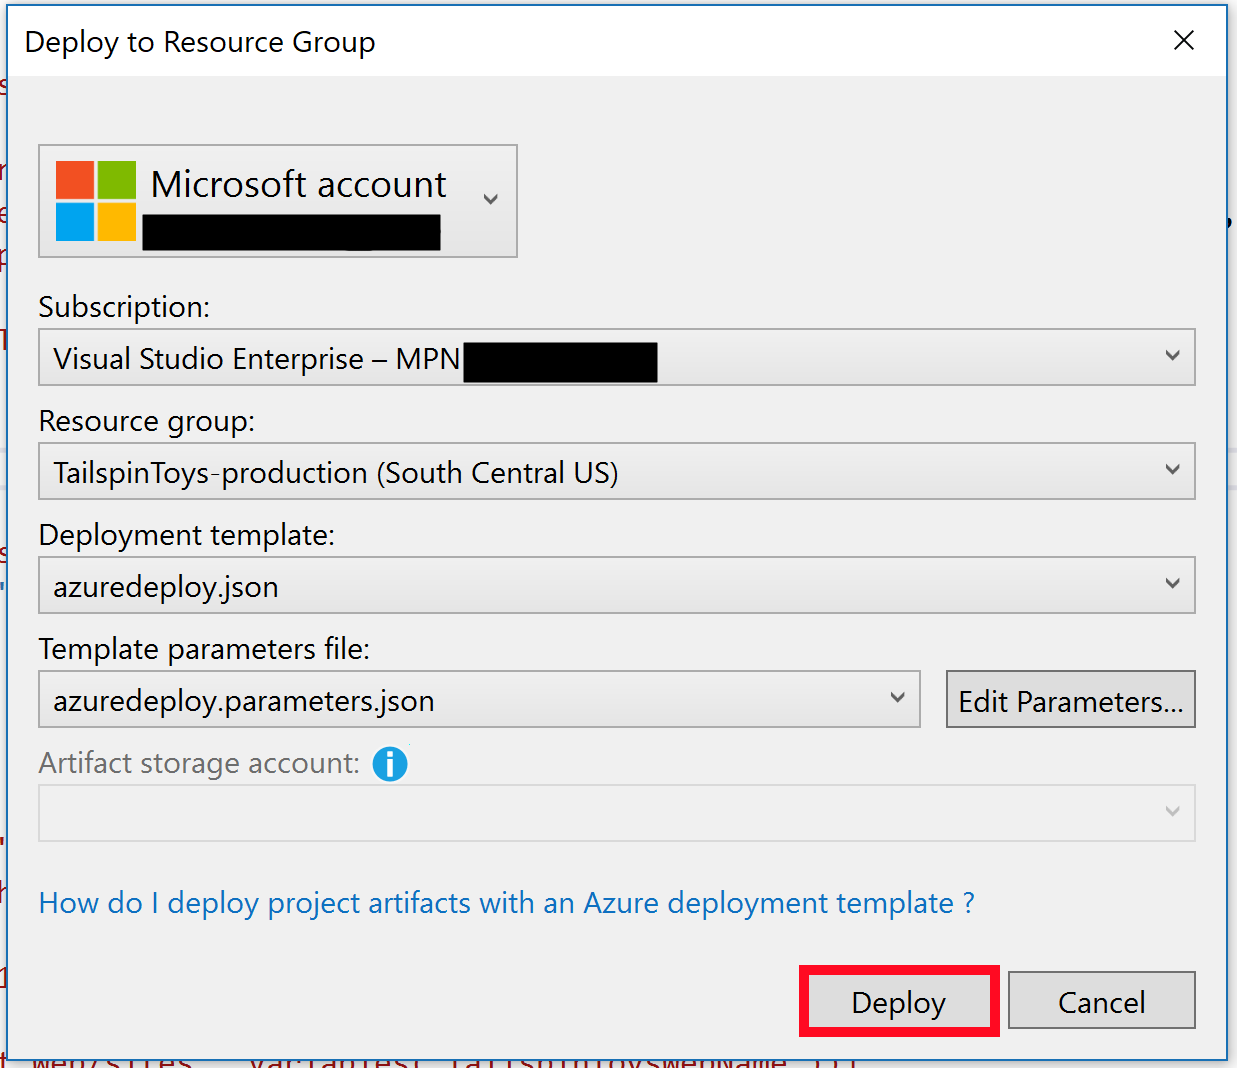 Deploy to Resource Group
Microsoft account
Subscription:
Visual Studio Enterprise – MPN
Resource group:
TailspinToys-production (South Central US)
Deployment template:
azuredeploy.json
Template parameters file:
azuredeploy.parameters.json
Edit Parameters...
Artifact storage account:
How do I deploy project artifacts with an Azure deployment template ?
Deploy
Cancel